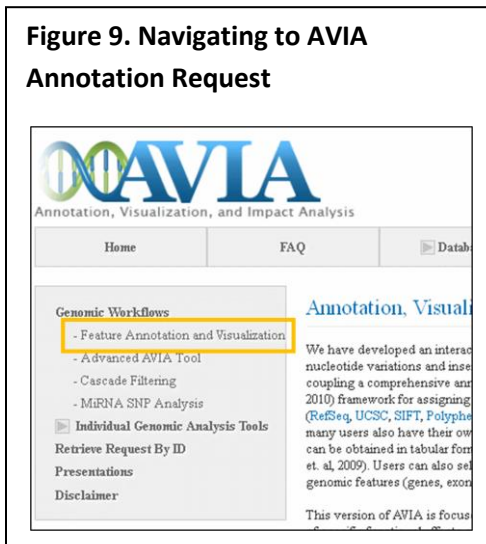 Figure 9. Navigating to AVIA
Annotation Request
AVIA
Annotation, Visualization, and Impact Analysis
Home
FAQ
Datab
Genomic Workflows
- Feature Annotation and Visualization
- Advanced AVIA Tool
- Cascade Filtering
- MiRNA SNP Analysis
Individual Genomic Analysis Tools
Retrieve Request By ID
Presentations
Disclaimer
Annotation, Visuali
We have developed an interac
nucleotide variations and inse
coupling a comprehensive ann
2010) framework for assigning
(RefSeq, UCSC, SIFT, Polyphe
many users also have their ow
can be obtained in tabular form
et. al, 2009). Users can also sel
genomic features (genes, exon
This version of AVIA is focus